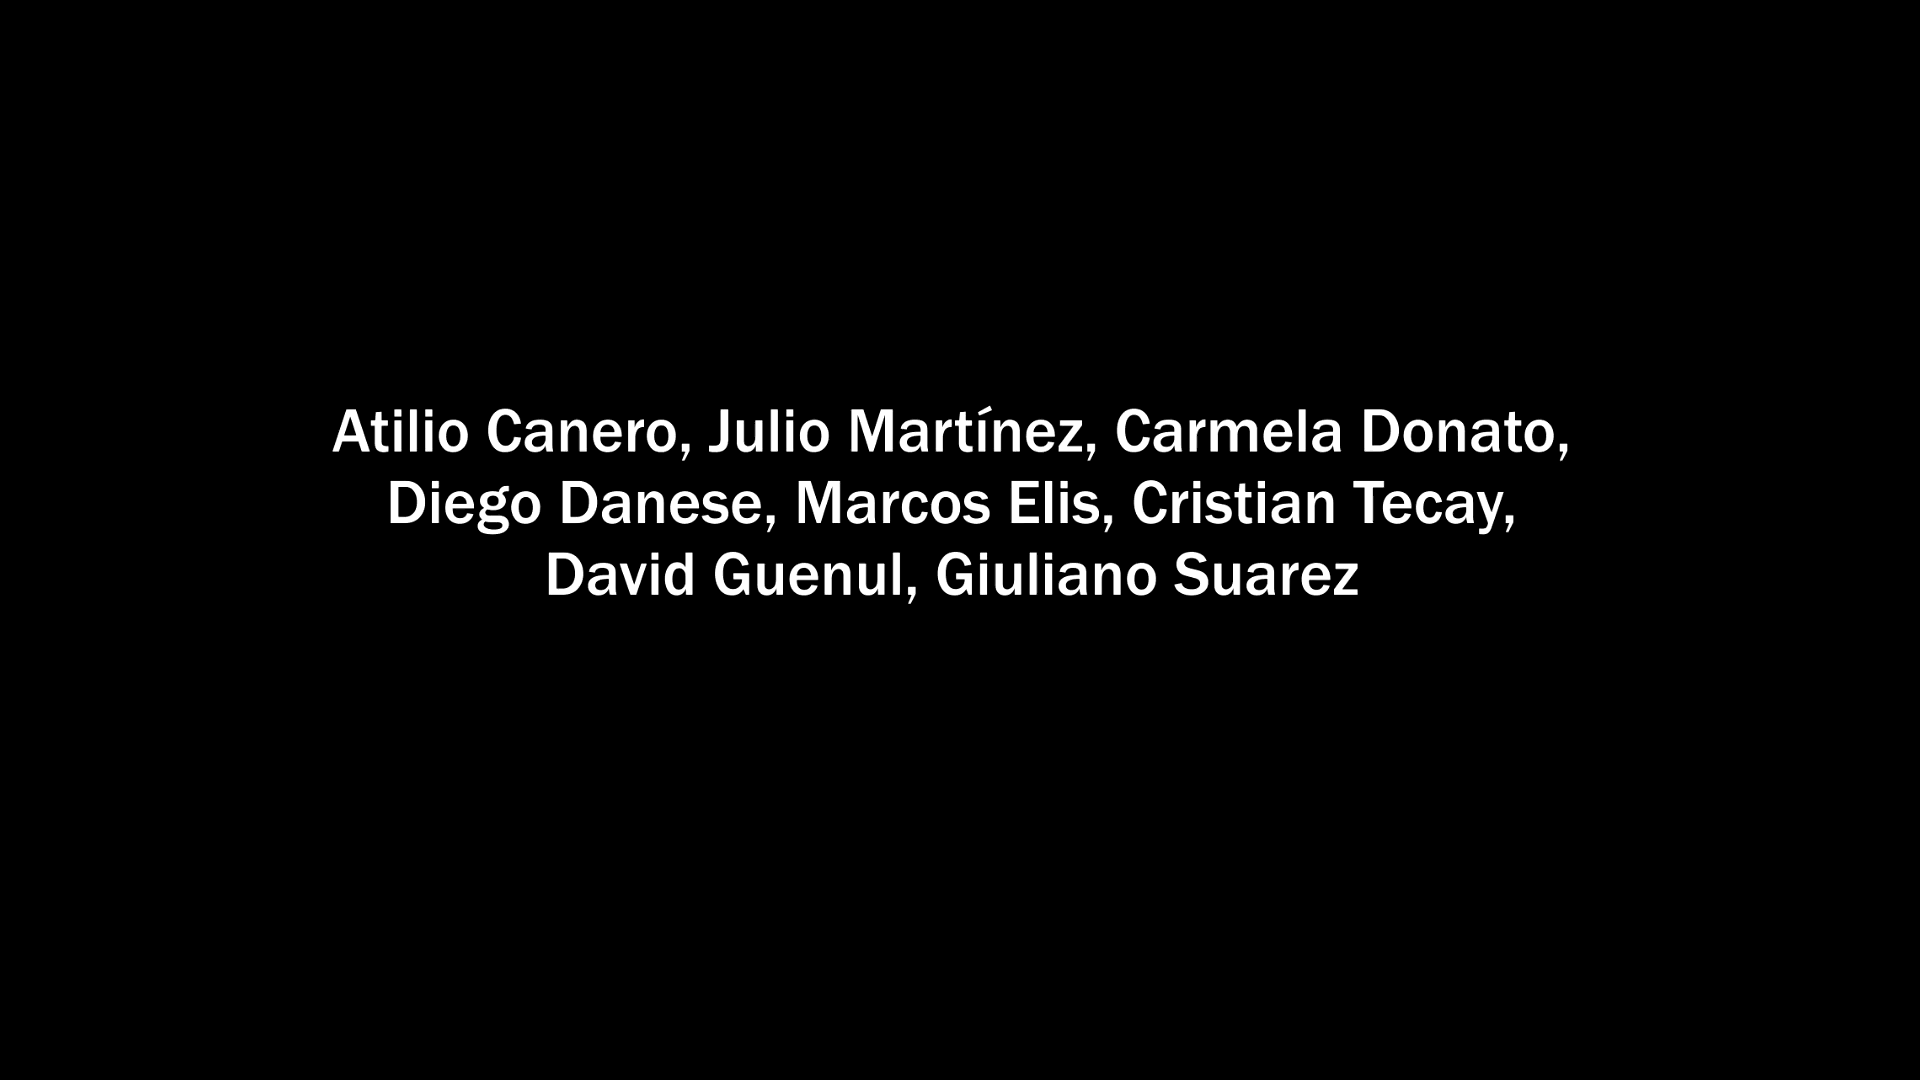 Atilio Canero, Julio Martínez, Carmela Donato,
Diego Danese, Marcos Elis, Cristian Tecay,
David Guenul, Giuliano Suarez